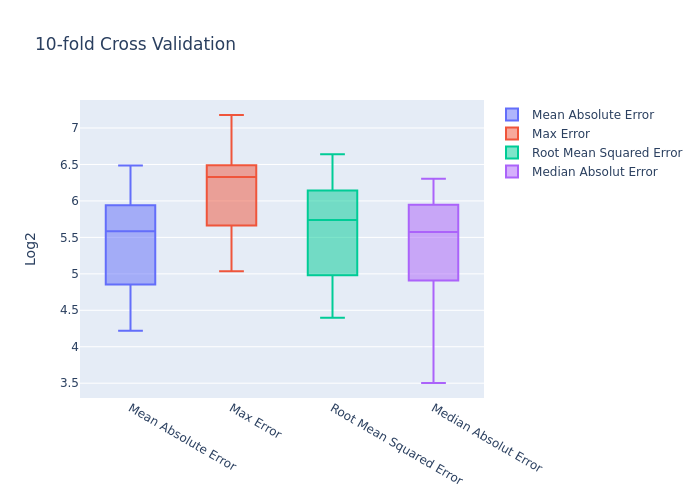 10-fold Cross Validation
Mean Absolute Error
Max Error
Root Mean Squared Error
Median Absolut Error
Log2
7
6.5
6
5.5
5
4.5
4
3.5
Mean Absolute Error
Max Error
Root Mean Squared Error
Median Absolut Error